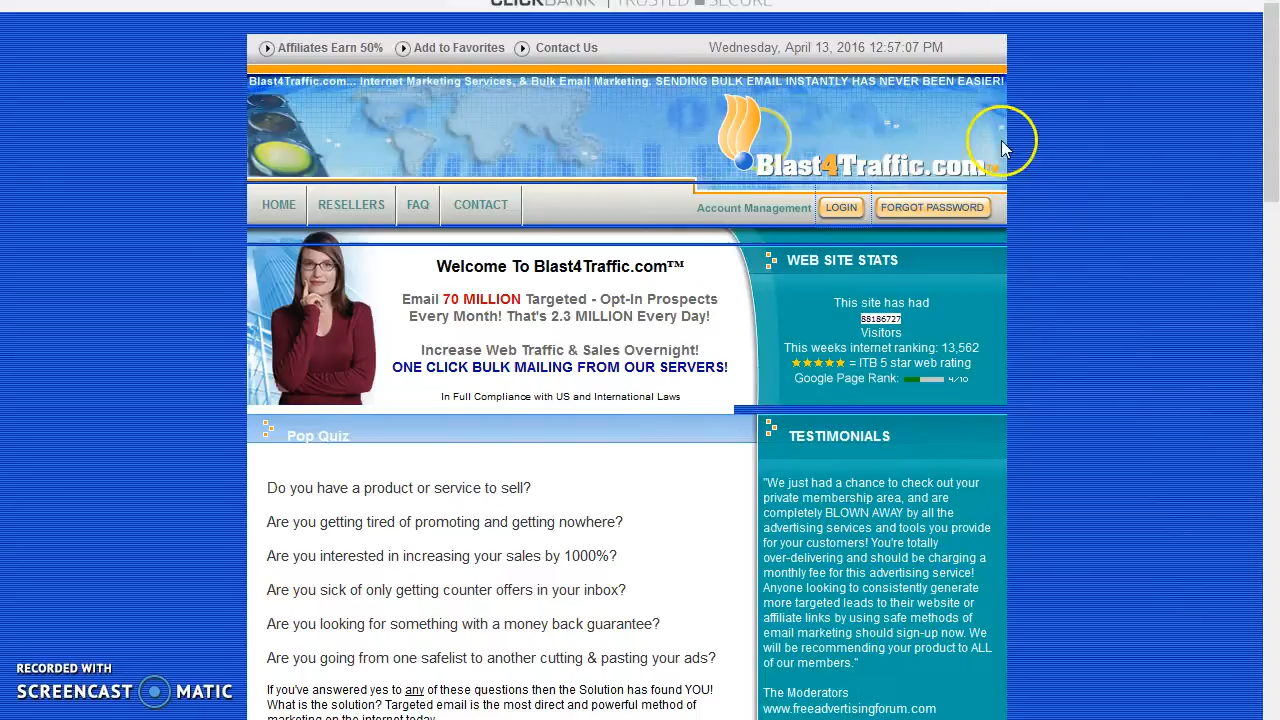 CLICKBANK | TRUSTED SECURE
Affiliates Earn 50% Add to Favorites Contact Us Wednesday, April 13, 2016 12:57:07 PM
Blast4Traffic.com... Internet Marketing Services, & Bulk Email Marketing. SENDING BULK EMAIL INSTANTLY HAS NEVER BEEN EASIER!
Blast4Traffic.com™
HOME RESELLERS FAQ CONTACT Account Management LOGIN FORGOT PASSWORD
Welcome To Blast4Traffic.com™
Email 70 MILLION Targeted - Opt-In Prospects
Every Month! That's 2.3 MILLION Every Day!
Increase Web Traffic & Sales Overnight!
ONE CLICK BULK MAILING FROM OUR SERVERS!
In Full Compliance with US and International Laws
WEB SITE STATS
This site has had
88186727
Visitors
This weeks internet ranking: 13,562
= ITB 5 star web rating
Google Page Rank: 4/10
Pop Quiz
Do you have a product or service to sell?
Are you getting tired of promoting and getting nowhere?
Are you interested in increasing your sales by 1000%?
Are you sick of only getting counter offers in your inbox?
Are you looking for something with a money back guarantee?
Are you going from one safelist to another cutting & pasting your ads?
If you've answered yes to any of these questions then the Solution has found YOU!
What is the solution? Targeted email is the most direct and powerful method of
marketing on the internet today.
TESTIMONIALS
"We just had a chance to check out your
private membership area, and are
completely BLOWN AWAY by all the
advertising services and tools you provide
for your customers! You're totally
over-delivering and should be charging a
monthly fee for this advertising service!
Anyone looking to consistently generate
more targeted leads to their website or
affiliate links by using safe methods of
email marketing should sign-up now. We
will be recommending your product to ALL
of our members."
The Moderators
www.freeadvertisingforum.com
RECORDED WITH
SCREENCAST MATIC